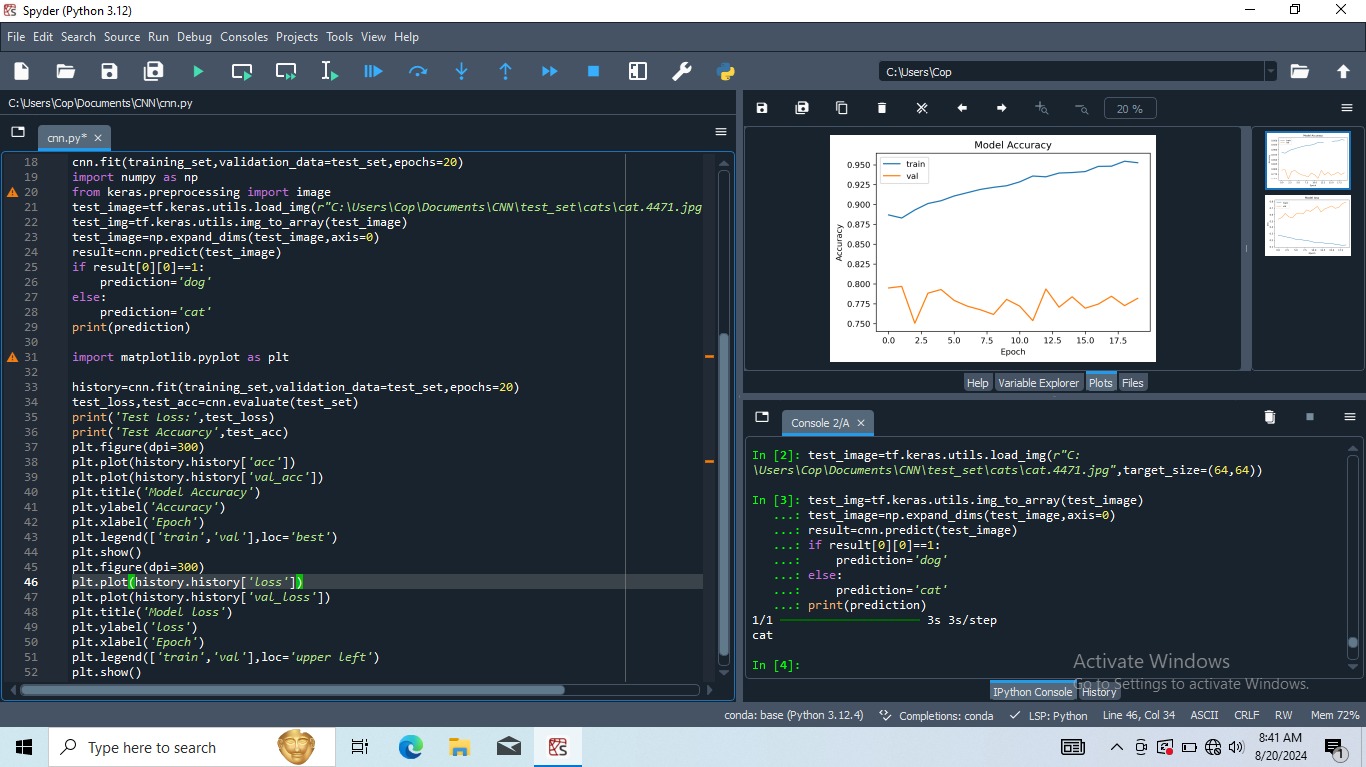 Spyder (Python 3.12)
File Edit Search Source Run Debug Consoles Projects Tools View Help
C:\Users\Cop
C:\Users\Cop\Documents\CNN\cnn.py
cnn.py*
18 cnn.fit(training_set,validation_data=test_set,epochs=20)
19 import numpy as np
20 from keras.preprocessing import image
21 test_image=tf.keras.utils.load_img(r"C:\Users\Cop\Documents\CNN\test_set\cats\cat.4471.jpg
22 test_img=tf.keras.utils.img_to_array(test_image)
23 test_image=np.expand_dims(test_image,axis=0)
24 result=cnn.predict(test_image)
25 if result[0][0]==1:
26 prediction='dog'
27 else:
28 prediction='cat'
29 print(prediction)
30
31 import matplotlib.pyplot as plt
32
33 history=cnn.fit(training_set,validation_data=test_set,epochs=20)
34 test_loss,test_acc=cnn.evaluate(test_set)
35 print('Test Loss:',test_loss)
36 print('Test Accuarcy',test_acc)
37 plt.figure(dpi=300)
38 plt.plot(history.history['acc'])
39 plt.plot(history.history['val_acc'])
40 plt.title('Model Accuracy')
41 plt.ylabel('Accuracy')
42 plt.xlabel('Epoch')
43 plt.legend(['train','val'],loc='best')
44 plt.show()
45 plt.figure(dpi=300)
46 plt.plot(history.history['loss'])
47 plt.plot(history.history['val_loss'])
48 plt.title('Model loss')
49 plt.ylabel('loss')
50 plt.xlabel('Epoch')
51 plt.legend(['train','val'],loc='upper left')
52 plt.show()
20 %
Model Accuracy
train
val
0.950
0.925
0.900
0.875
0.850
0.825
0.800
0.775
0.750
Accuracy
0.0 2.5 5.0 7.5 10.0 12.5 15.0 17.5
Epoch
Help Variable Explorer Plots Files
Console 2/A
In [2]: test_image=tf.keras.utils.load_img(r"C:
\Users\Cop\Documents\CNN\test_set\cats\cat.4471.jpg",target_size=(64,64))
In [3]: test_img=tf.keras.utils.img_to_array(test_image)
...: test_image=np.expand_dims(test_image,axis=0)
...: result=cnn.predict(test_image)
...: if result[0][0]==1:
...: prediction='dog'
...: else:
...: prediction='cat'
...: print(prediction)
1/1 3s 3s/step
cat
In [4]:
Activate Windows
Go to Settings to activate Windows.
IPython Console History
conda: base (Python 3.12.4) Completions: conda LSP: Python Line 46, Col 34 ASCII CRLF RW Mem 72%
Type here to search
8:41 AM
8/20/2024
1